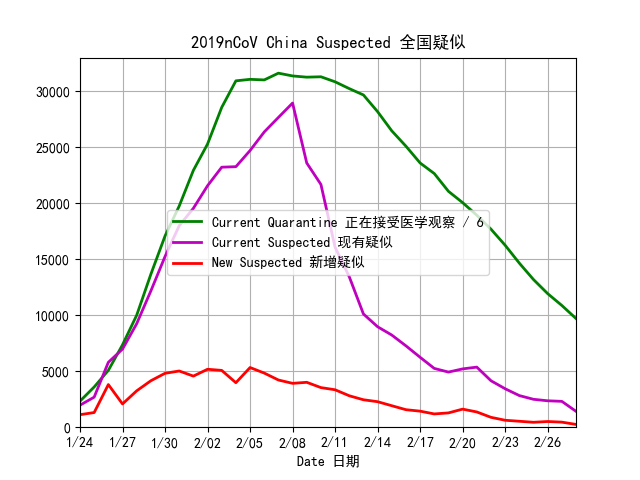 2019nCoV China Suspected 全国疑似
30000
25000
20000
15000
10000
5000
0
Current Quarantine 正在接受医学观察 / 6
Current Suspected 现有疑似
New Suspected 新增疑似
1/24 1/27 1/30 2/02 2/05 2/08 2/11 2/14 2/17 2/20 2/23 2/26
Date 日期